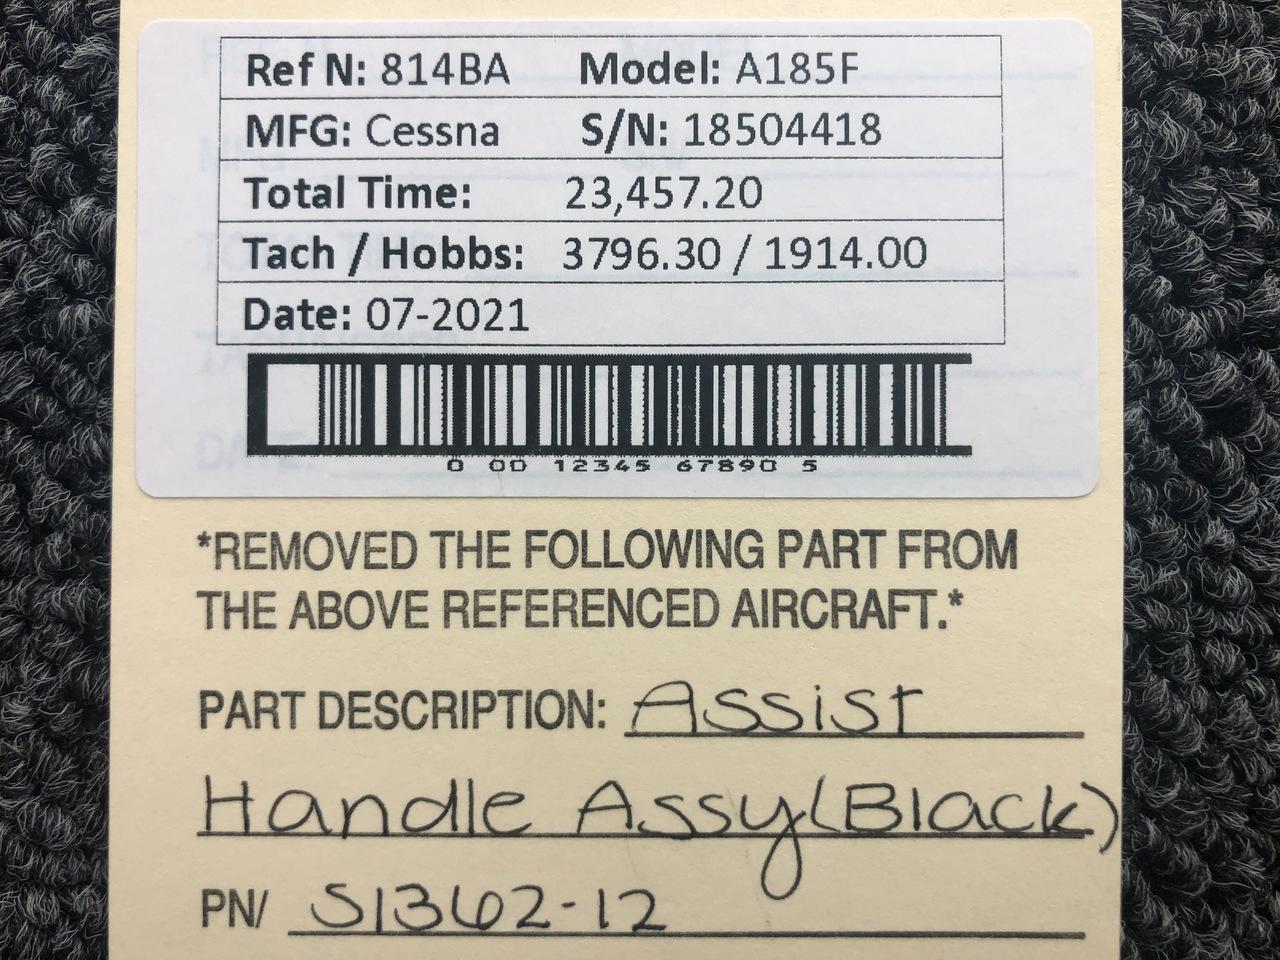 Ref N: 814BA Model: A185F
MFG: Cessna S/N: 18504418
Total Time: 23,457.20
Tach / Hobbs: 3796.30 / 1914.00
Date: 07-2021
0 00 12345 67890 5
*REMOVED THE FOLLOWING PART FROM
THE ABOVE REFERENCED AIRCRAFT.*
PART DESCRIPTION: Assist
Handle Assy (Black)
PN/ S1362-12